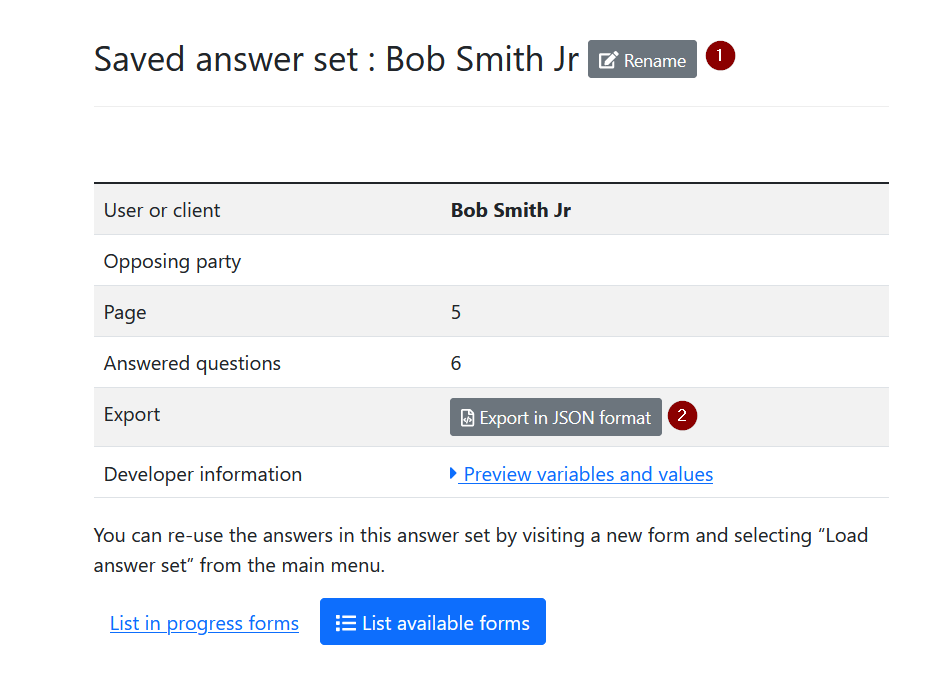 Saved answer set : Bob Smith Jr Rename 1
User or client Bob Smith Jr
Opposing party
Page 5
Answered questions 6
Export Export in JSON format 2
Developer information Preview variables and values
You can re-use the answers in this answer set by visiting a new form and selecting “Load
answer set” from the main menu.
List in progress forms List available forms